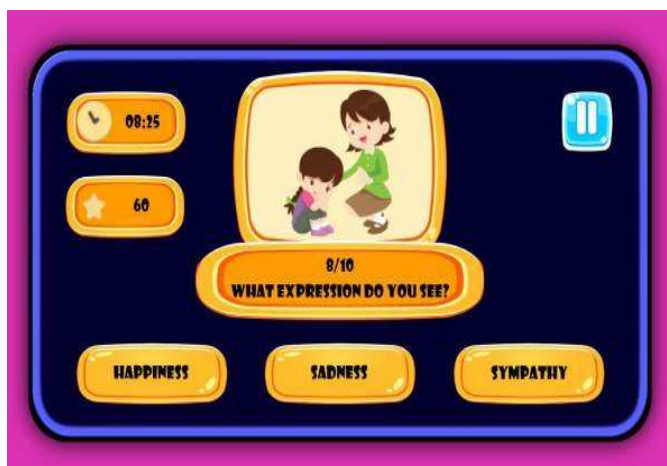 08:25
60
8/10
WHAT EXPRESSION DO YOU SEE?
HAPPINESS
SADNESS
SYMPATHY